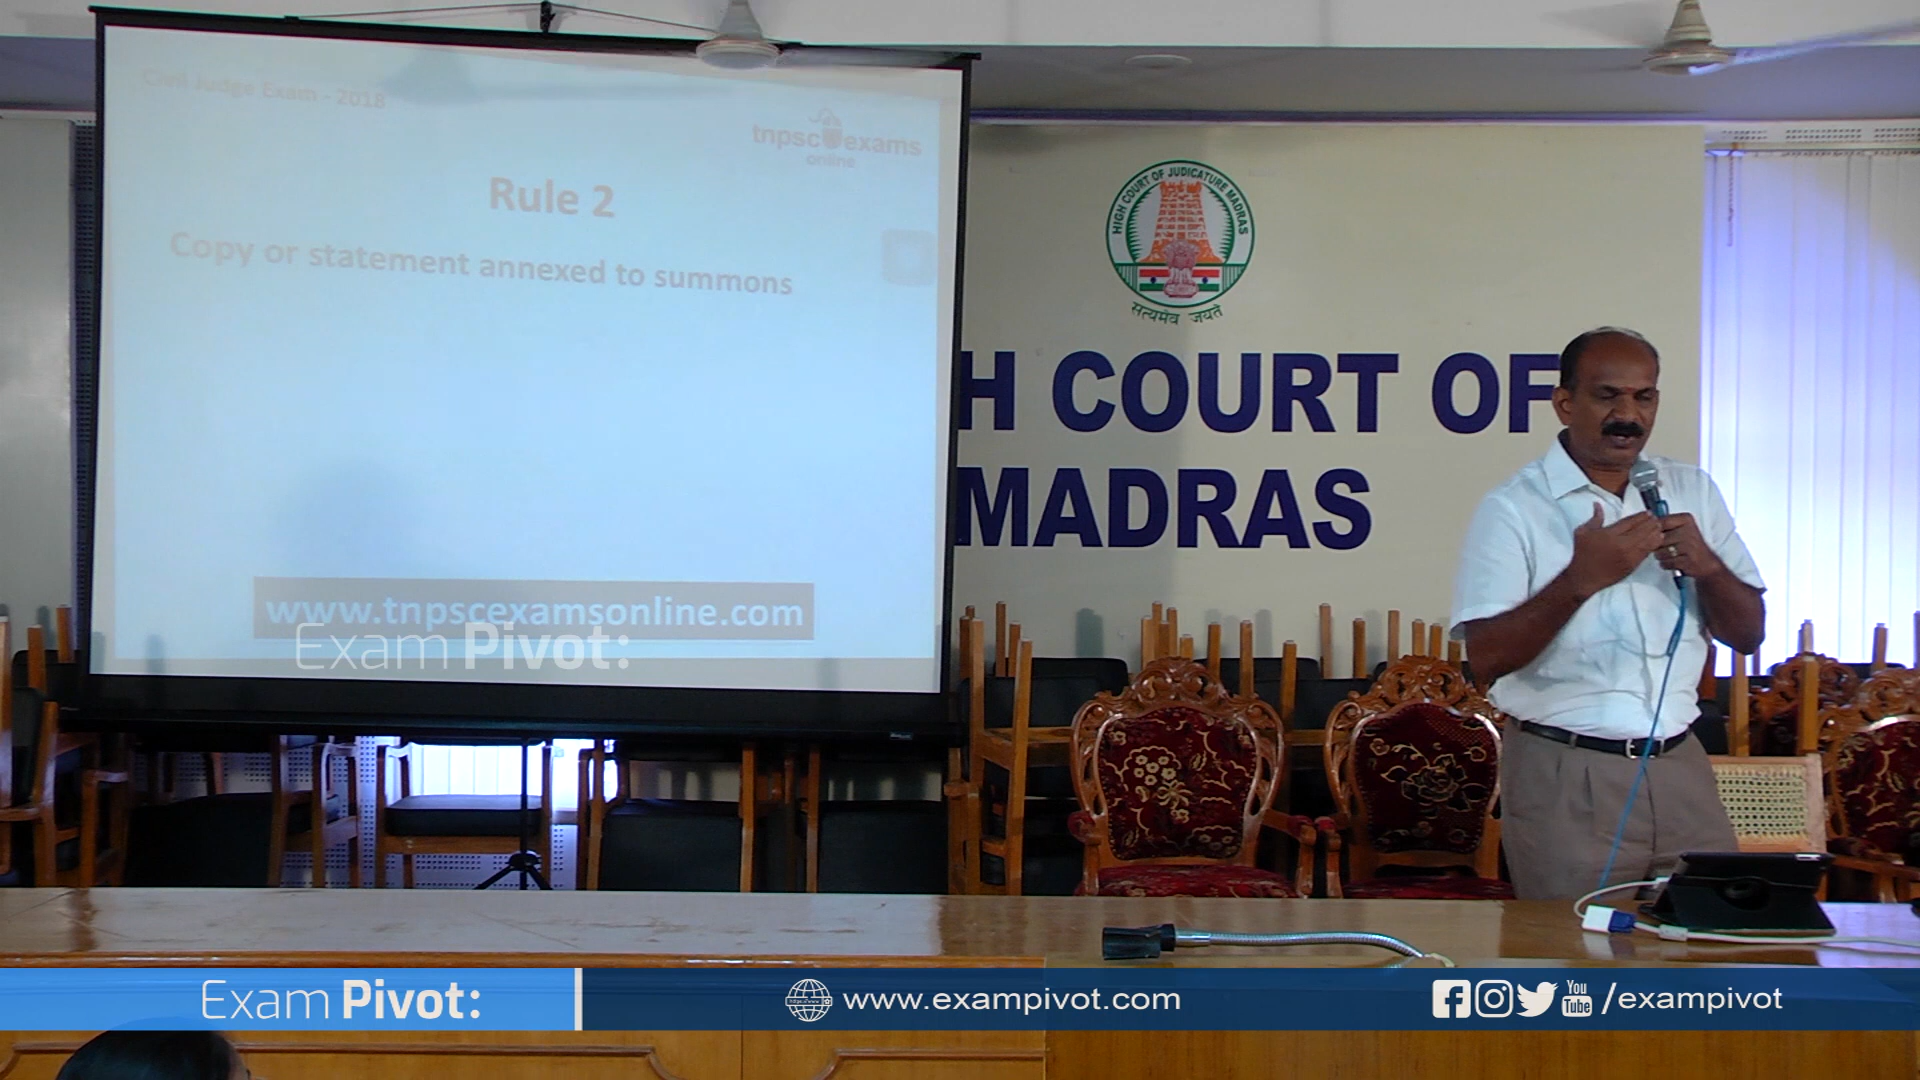 Civil Judge Exam - 2018
tnpsc exams
online
Rule 2
Copy or statement annexed to summons
www.tnpscexamsonline.com
Exam Pivot:
HIGH COURT OF JUDICATURE MADRAS
सत्यमेव जयते
H COURT OF
MADRAS
Exam Pivot:
www.exampivot.com
You
Tube
/exampivot